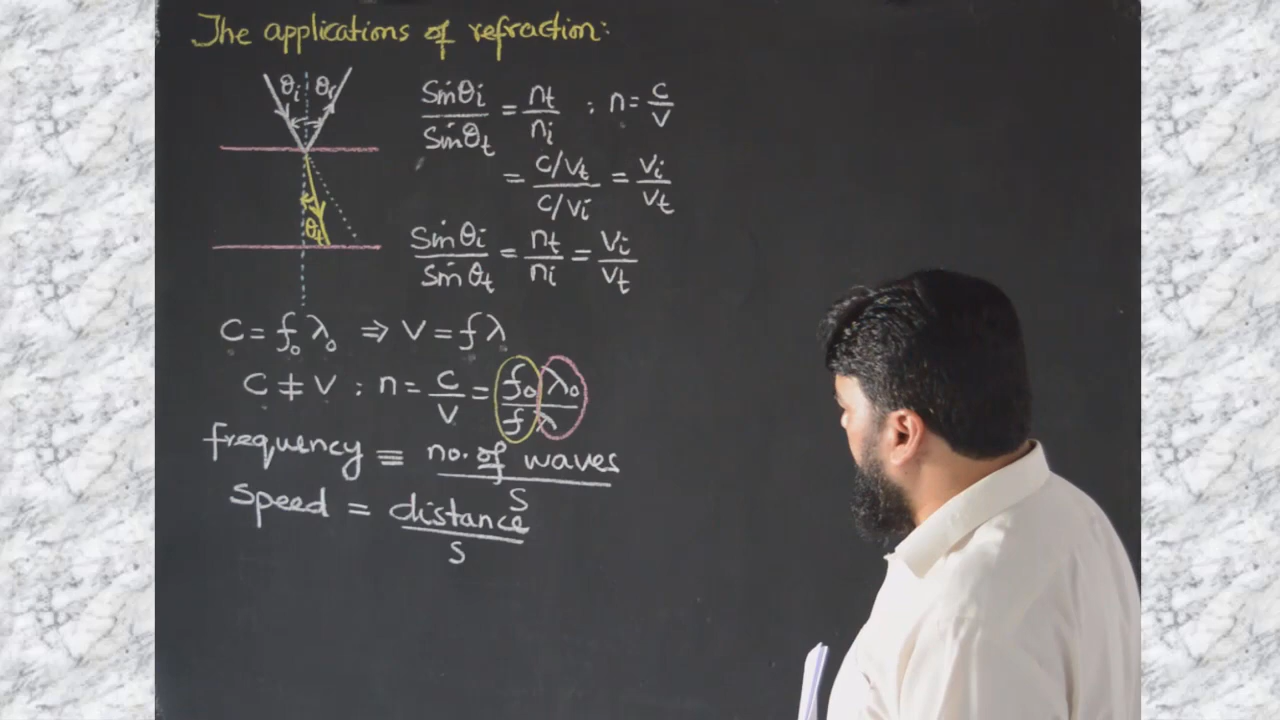 The applications of refraction:
θi θr
θt
Sinθi / Sinθt = nt / ni ; n = c / v
= c/vt / c/vi = vi / vt
Sinθi / Sinθt = nt / ni = vi / vt
C = f₀ λ₀ ⇒ v = f λ
C ≠ v ; n = c / v = f₀ λ₀ / f λ
frequency ≡ no. of waves / s
Speed = distance / s